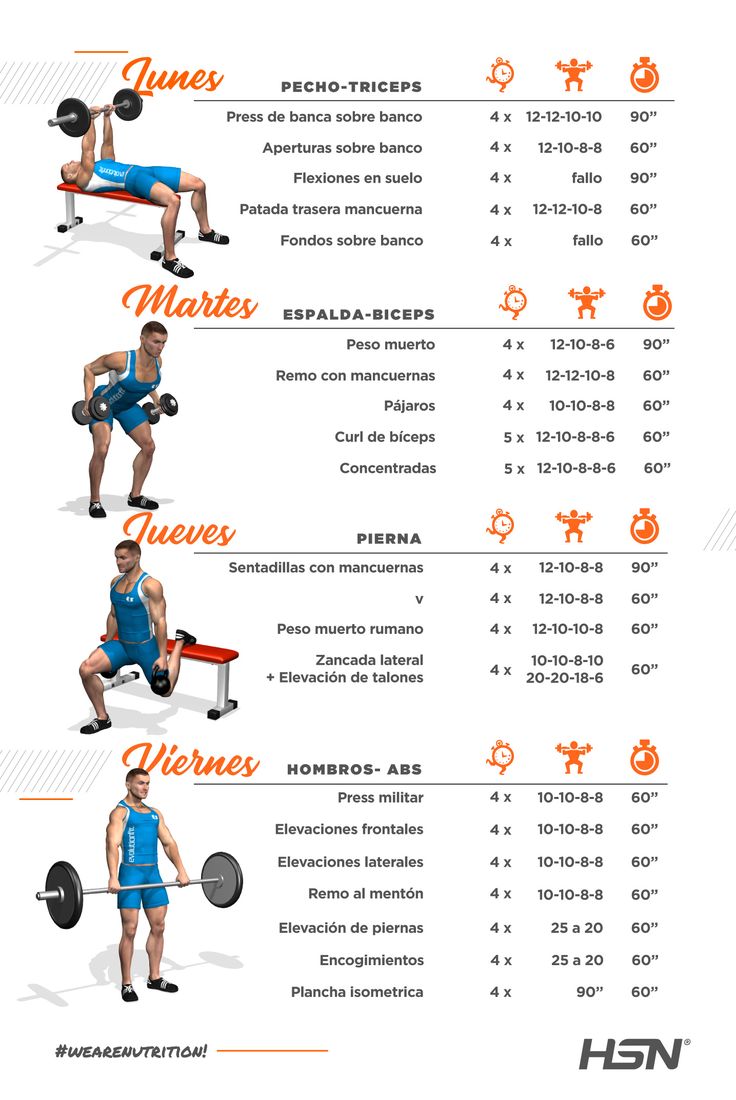 Lunes
PECHO-TRICEPS
Press de banca sobre banco 4 x 12-12-10-10 90”
Aperturas sobre banco 4 x 12-10-8-8 60”
Flexiones en suelo 4 x fallo 90”
Patada trasera mancuerna 4 x 12-12-10-8 60”
Fondos sobre banco 4 x fallo 60”
Martes
ESPALDA-BICEPS
Peso muerto 4 x 12-10-8-6 90”
Remo con mancuernas 4 x 12-12-10-8 60”
Pájaros 4 x 10-10-8-8 60”
Curl de bíceps 5 x 12-10-8-8-6 60”
Concentradas 5 x 12-10-8-8-6 60”
Jueves
PIERNA
Sentadillas con mancuernas 4 x 12-10-8-8 90”
v 4 x 12-10-8-8 60”
Peso muerto rumano 4 x 12-10-10-8 60”
Zancada lateral 10-10-8-10
+ Elevación de talones 4 x 20-20-18-6 60”
Viernes
HOMBROS- ABS
Press militar 4 x 10-10-8-8 60”
Elevaciones frontales 4 x 10-10-8-8 60”
Elevaciones laterales 4 x 10-10-8-8 60”
Remo al mentón 4 x 10-10-8-8 60”
Elevación de piernas 4 x 25 a 20 60”
Encogimientos 4 x 25 a 20 60”
Plancha isometrica 4 x 90” 60”
#WEARENUTRITION!
HSN®
evolutionfit